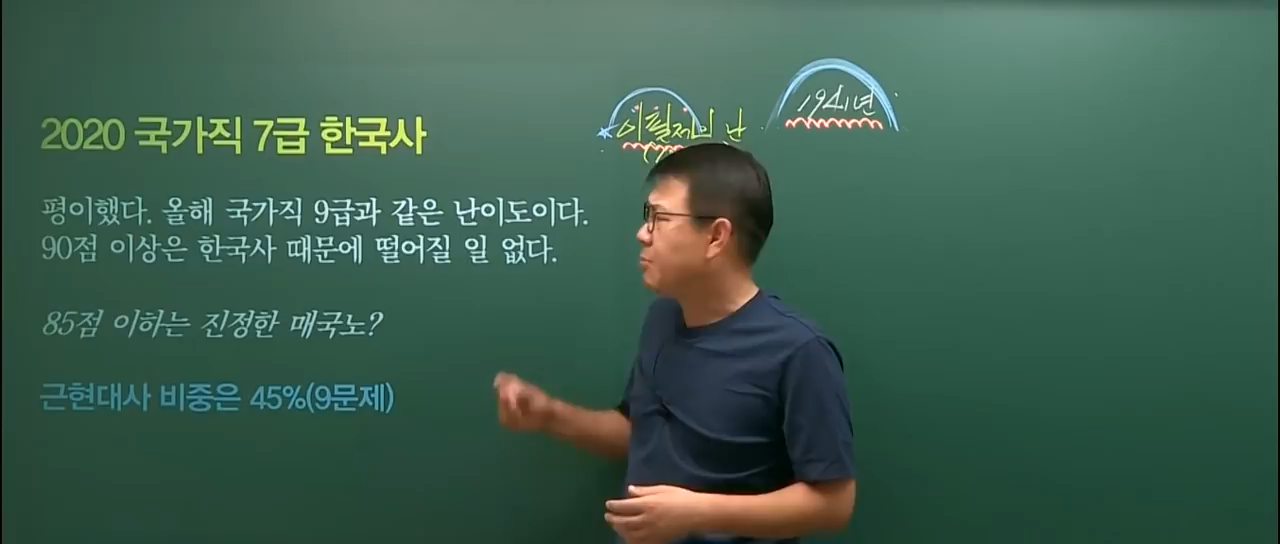 2020 국가직 7급 한국사
평이했다. 올해 국가직 9급과 같은 난이도이다.
90점 이상은 한국사 때문에 떨어질 일 없다.
85점 이하는 진정한 매국노?
근현대사 비중은 45%(9문제)
이필제의 난
1941년